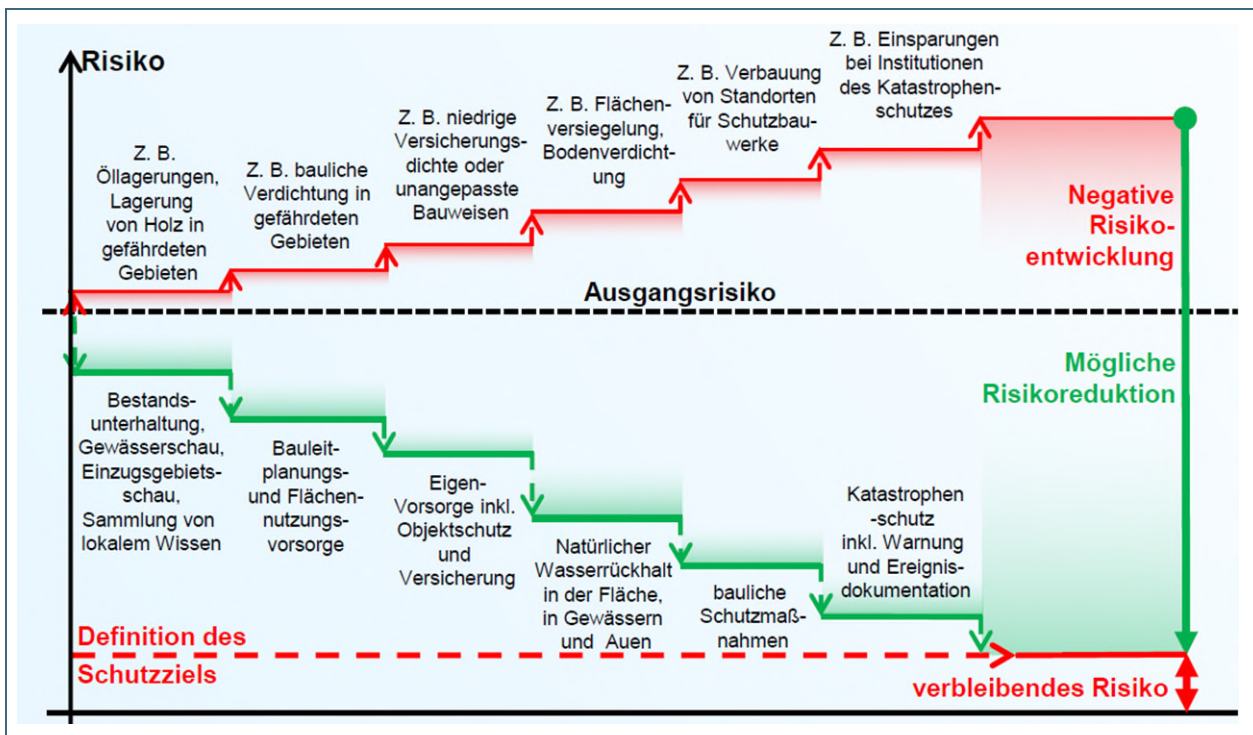 Risiko
Z. B.
Öllagerungen,
Lagerung
von Holz in
gefährdeten
Gebieten
Z. B. bauliche
Verdichtung in
gefährdeten
Gebieten
Z. B. niedrige
Versicherungs-
dichte oder
unangepasste
Bauweisen
Z. B. Flächen-
versiegelung,
Bodenverdicht-
ung
Z. B. Verbauung
von Standorten
für Schutzbau-
werke
Z. B. Einsparungen
bei Institutionen
des Katastrophen-
schutzes
Negative
Risiko-
entwicklung
Ausgangsrisiko
Mögliche
Risikoreduktion
Bestands-
unterhaltung,
Gewässerschau,
Einzugsgebiets-
schau,
Sammlung von
lokalem Wissen
Bauleit-
planungs-
und Flächen-
nutzungs-
vorsorge
Eigen-
Vorsorge inkl.
Objektschutz
und
Versicherung
Natürlicher
Wasserrückhalt
in der Fläche,
in Gewässern
und Auen
bauliche
Schutzmaß-
nahmen
Katastrophen
-schutz
inkl. Warnung
und Ereignis-
dokumentation
Definition des
Schutzziels
verbleibendes Risiko